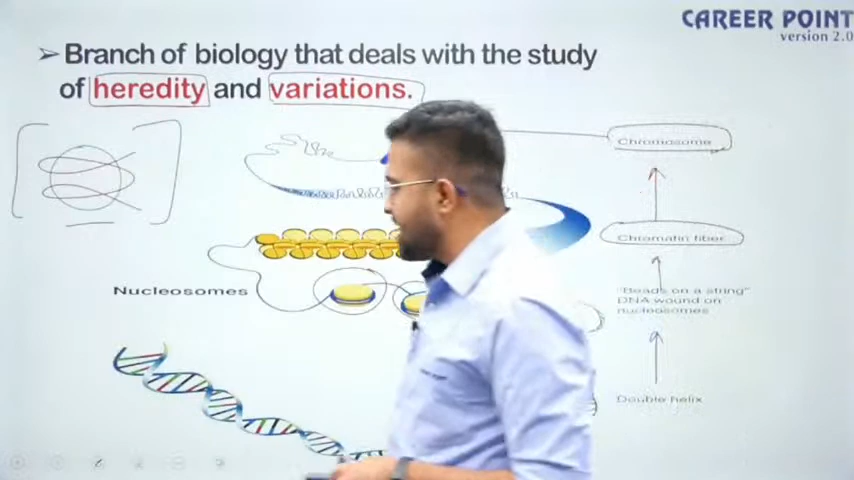 CAREER POINT
version 2.0
➢ Branch of biology that deals with the study
of heredity and variations.
Chromosome
Chromatin fiber
Nucleosomes
"Beads on a string"
DNA wound on
nucleosomes
Double helix